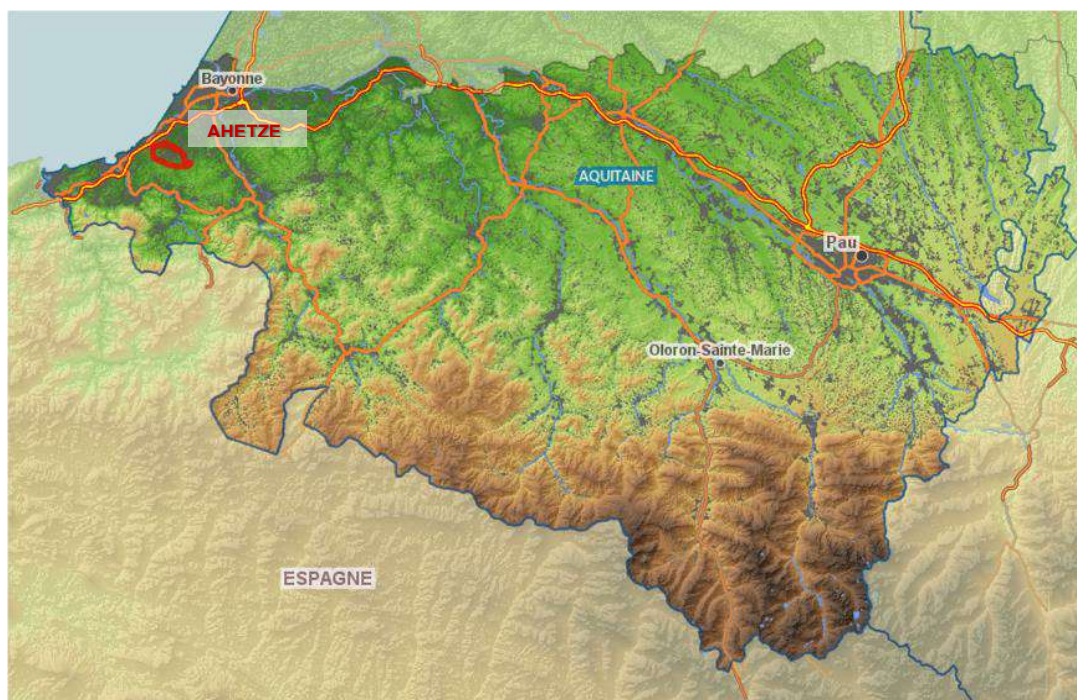 Bayonne
AHETZE
AQUITAINE
Pau
Oloron-Sainte-Marie
ESPAGNE